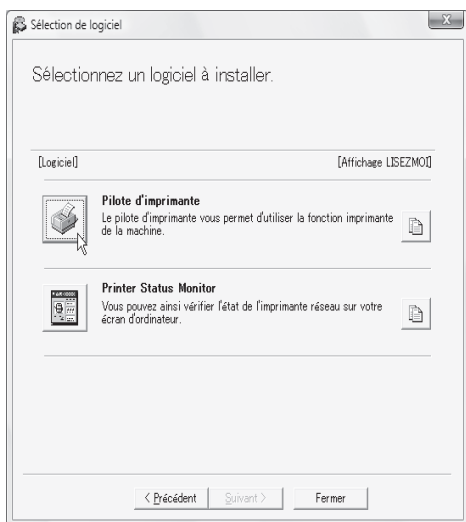 Sélection de logiciel
Sélectionnez un logiciel à installer.
[Logiciel] [Affichage LISEZMOI]
Pilote d'imprimante
Le pilote d'imprimante vous permet d'utiliser la fonction imprimante
de la machine.
Printer Status Monitor
Vous pouvez ainsi vérifier l'état de l'imprimante réseau sur votre
écran d'ordinateur.
< Précédent Suivant > Fermer